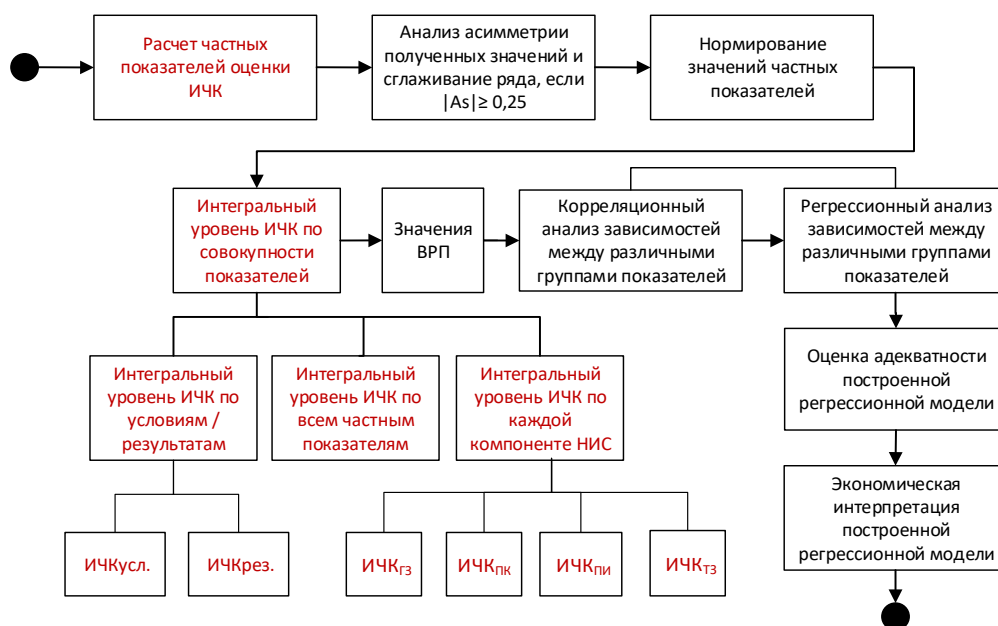 Расчет частных
показателей оценки
ИЧК
Анализ асимметрии
полученных значений и
сглаживание ряда, если
|As|≥ 0,25
Нормирование
значений частных
показателей
Интегральный
уровень ИЧК по
совокупности
показателей
Значения
ВРП
Корреляционный
анализ зависимостей
между различными
группами показателей
Регрессионный анализ
зависимостей между
различными группами
показателей
Интегральный
уровень ИЧК по
условиям /
результатам
Интегральный
уровень ИЧК по
всем частным
показателям
Интегральный
уровень ИЧК по
каждой
компоненте НИС
Оценка адекватности
построенной
регрессионной модели
Экономическая
интерпретация
построенной
регрессионной модели
ИЧКусл.
ИЧКрез.
ИЧКГЗ
ИЧКПК
ИЧКПИ
ИЧКТЗ